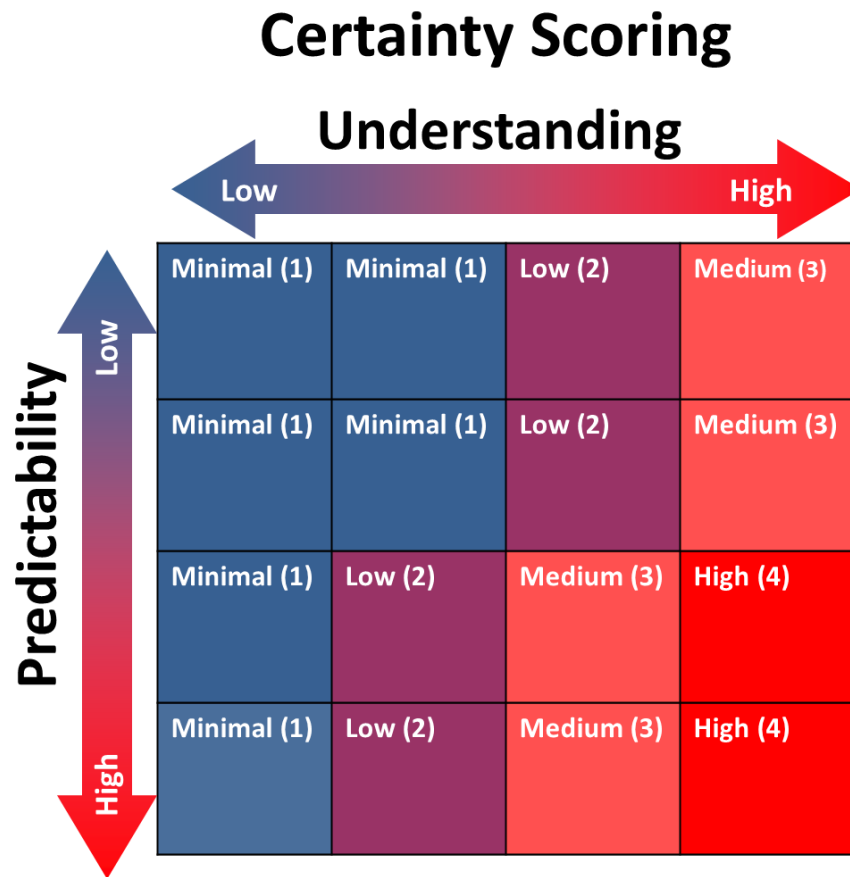 Certainty Scoring
Understanding
Low High
Predictability
Low
High
Minimal (1) Minimal (1) Low (2) Medium (3)
Minimal (1) Minimal (1) Low (2) Medium (3)
Minimal (1) Low (2) Medium (3) High (4)
Minimal (1) Low (2) Medium (3) High (4)